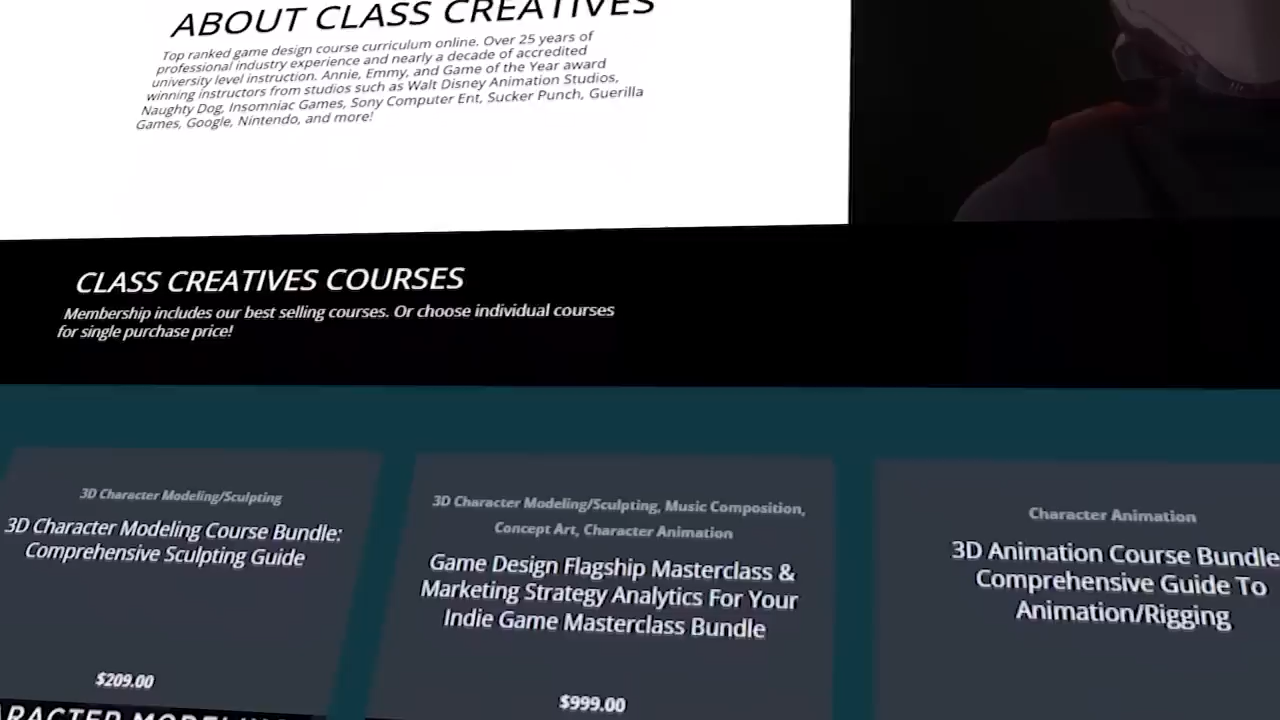 ABOUT CLASS CREATIVES
Top ranked game design course curriculum online. Over 25 years of
professional industry experience and nearly a decade of accredited
university level instruction. Annie, Emmy, and Game of the Year award
winning instructors from studios such as Walt Disney Animation Studios,
Naughty Dog, Insomniac Games, Sony Computer Ent, Sucker Punch, Guerilla
Games, Google, Nintendo, and more!
CLASS CREATIVES COURSES
Membership includes our best selling courses. Or choose individual courses
for single purchase price!
3D Character Modeling/Sculpting
3D Character Modeling Course Bundle:
Comprehensive Sculpting Guide
$209.00
3D Character Modeling/Sculpting, Music Composition,
Concept Art, Character Animation
Game Design Flagship Masterclass &
Marketing Strategy Analytics For Your
Indie Game Masterclass Bundle
$999.00
Character Animation
3D Animation Course Bundle
Comprehensive Guide To
Animation/Rigging